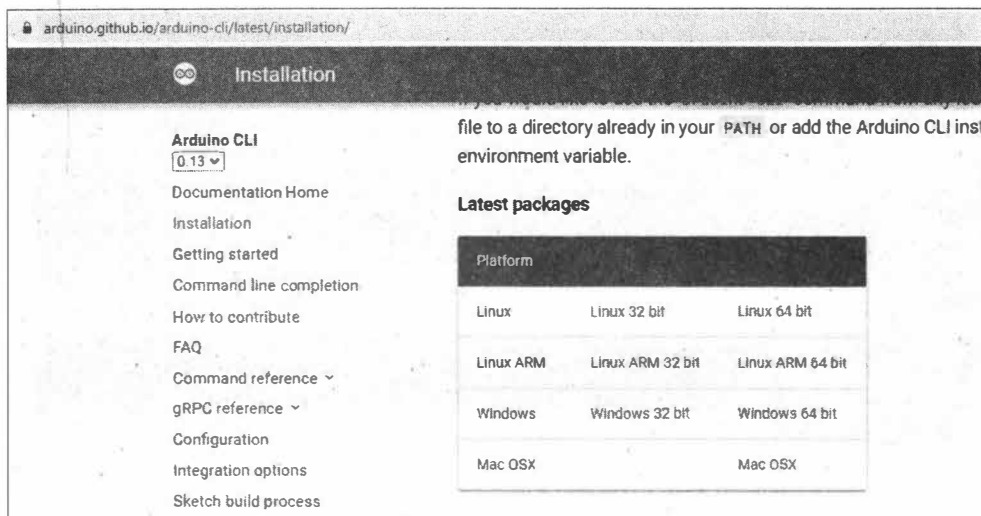 arduino.github.io/arduino-cli/latest/installation/
Installation
file to a directory already in your PATH or add the Arduino CLI inst
environment variable.
Arduino CLI
0.13
Documentation Home
Installation
Getting started
Command line completion
How to contribute
FAQ
Command reference
gRPC reference
Configuration
Integration options
Sketch build process
Latest packages
Platform
Linux Linux 32 bit Linux 64 bit
Linux ARM Linux ARM 32 bit Linux ARM 64 bit
Windows Windows 32 bit Windows 64 bit
Mac OSX Mac OSX